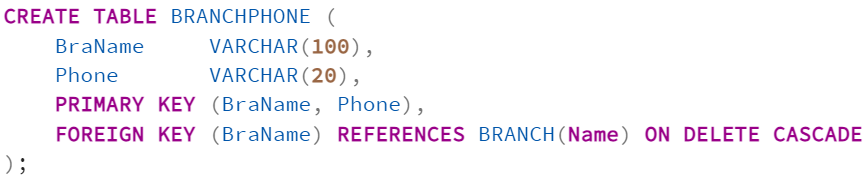 CREATE TABLE BRANCHPHONE (
    BraName     VARCHAR(100),
    Phone       VARCHAR(20),
    PRIMARY KEY (BraName, Phone),
    FOREIGN KEY (BraName) REFERENCES BRANCH(Name) ON DELETE CASCADE
);